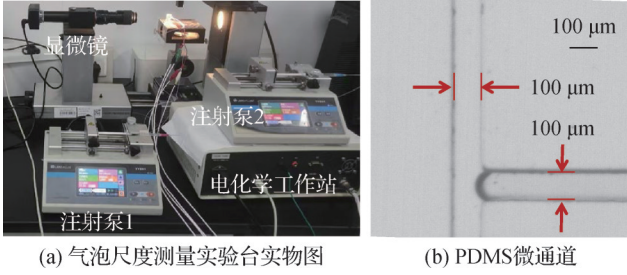 显微镜
注射泵2
电化学工作站
注射泵1
(a) 气泡尺度测量实验台实物图
100 μm
100 μm
100 μm
(b) PDMS微通道